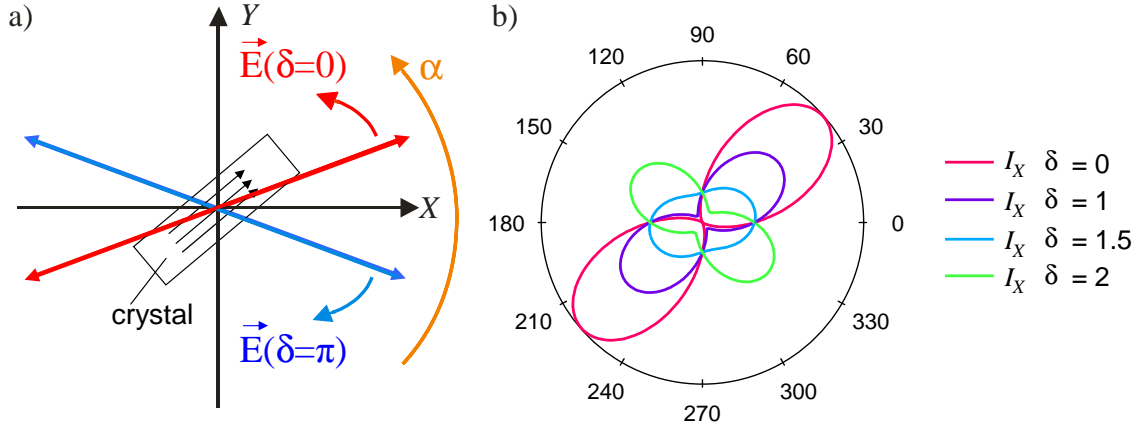 a)
Y
E(δ=0)
α
X
crystal
E(δ=π)
b)
90
60
30
0
330
300
270
240
210
180
150
120
I_X δ = 0
I_X δ = 1
I_X δ = 1.5
I_X δ = 2